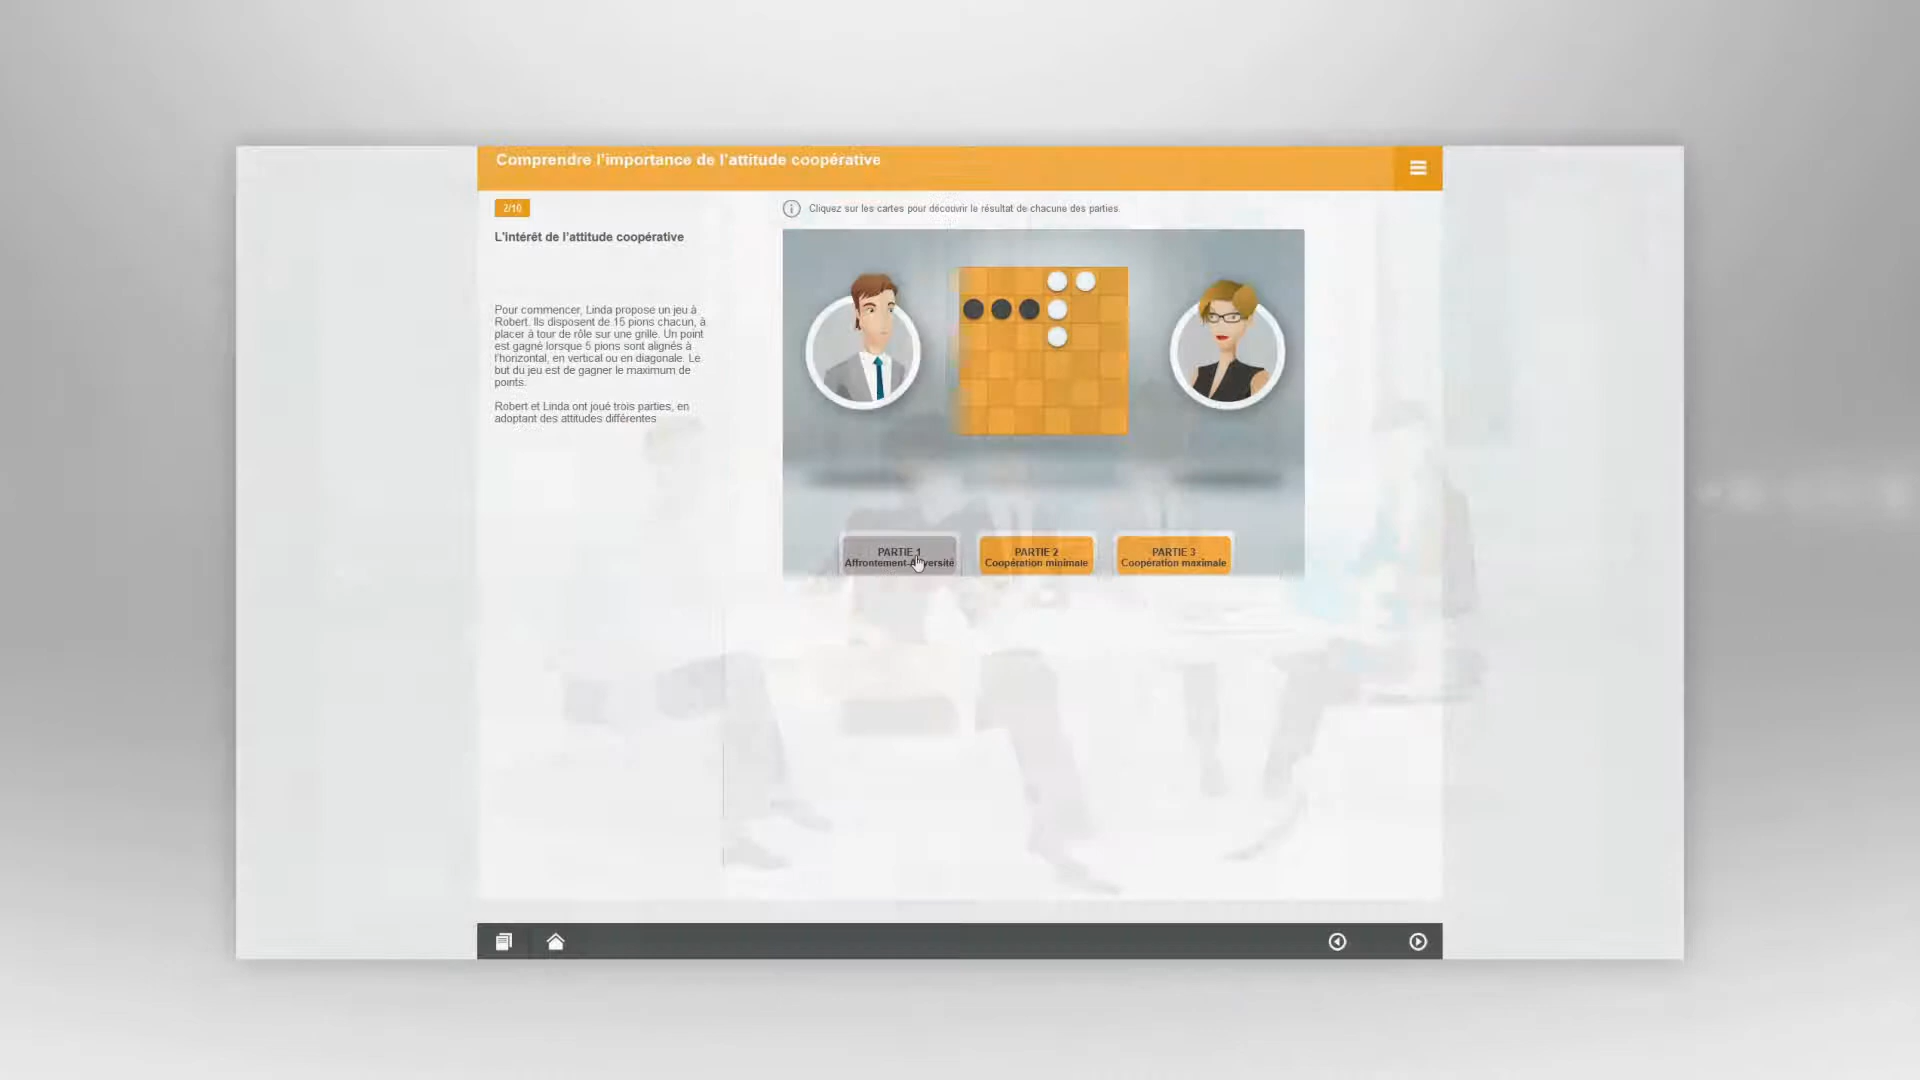 Comprendre l'importance de l'attitude coopérative
2/10
L'intérêt de l'attitude coopérative
Pour commencer, Linda propose un jeu à
Robert. Ils disposent de 15 pions chacun, à
placer à tour de rôle sur une grille. Un point
est gagné lorsque 5 pions sont alignés à
l'horizontal, en vertical ou en diagonale. Le
but du jeu est de gagner le maximum de
points.
Robert et Linda ont joué trois parties, en
adoptant des attitudes différentes
Cliquez sur les cartes pour découvrir le résultat de chacune des parties.
PARTIE 1
Affrontement-Adversité
PARTIE 2
Coopération minimale
PARTIE 3
Coopération maximale